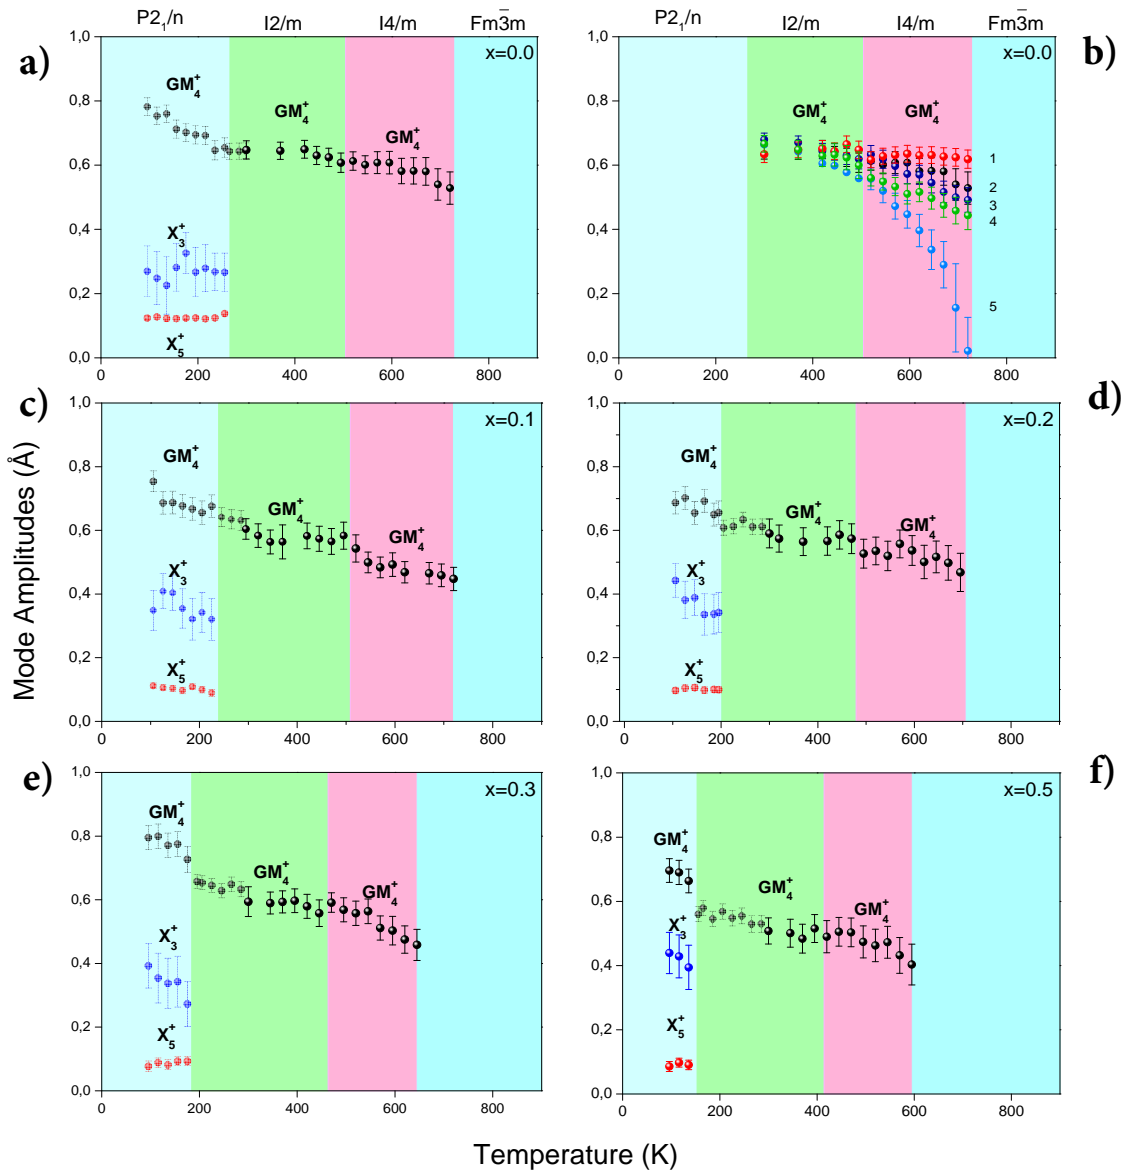 P2₁/n I2/m I4/m Fm3̅m P2₁/n I2/m I4/m Fm3̅m
a) x=0.0
1,0
0,8
0,6
0,4
0,2
0,0
GM₄⁺
GM₄⁺
GM₄⁺
X₃⁺
X₅⁺
0 200 400 600 800
b) x=0.0
1,0
0,8
0,6
0,4
0,2
0,0
GM₄⁺ GM₄⁺
1
2
3
4
5
0 200 400 600 800
Mode Amplitudes (Å)
c) x=0.1
1,0
0,8
0,6
0,4
0,2
0,0
GM₄⁺
GM₄⁺
GM₄⁺
X₃⁺
X₅⁺
0 200 400 600 800
d) x=0.2
1,0
0,8
0,6
0,4
0,2
0,0
GM₄⁺
GM₄⁺
GM₄⁺
X₃⁺
X₅⁺
0 200 400 600 800
e) x=0.3
1,0
0,8
0,6
0,4
0,2
0,0
GM₄⁺
GM₄⁺
GM₄⁺
X₃⁺
X₅⁺
0 200 400 600 800
f) x=0.5
1,0
0,8
0,6
0,4
0,2
0,0
GM₄⁺
GM₄⁺
GM₄⁺
X₃⁺
X₅⁺
0 200 400 600 800
Temperature (K)